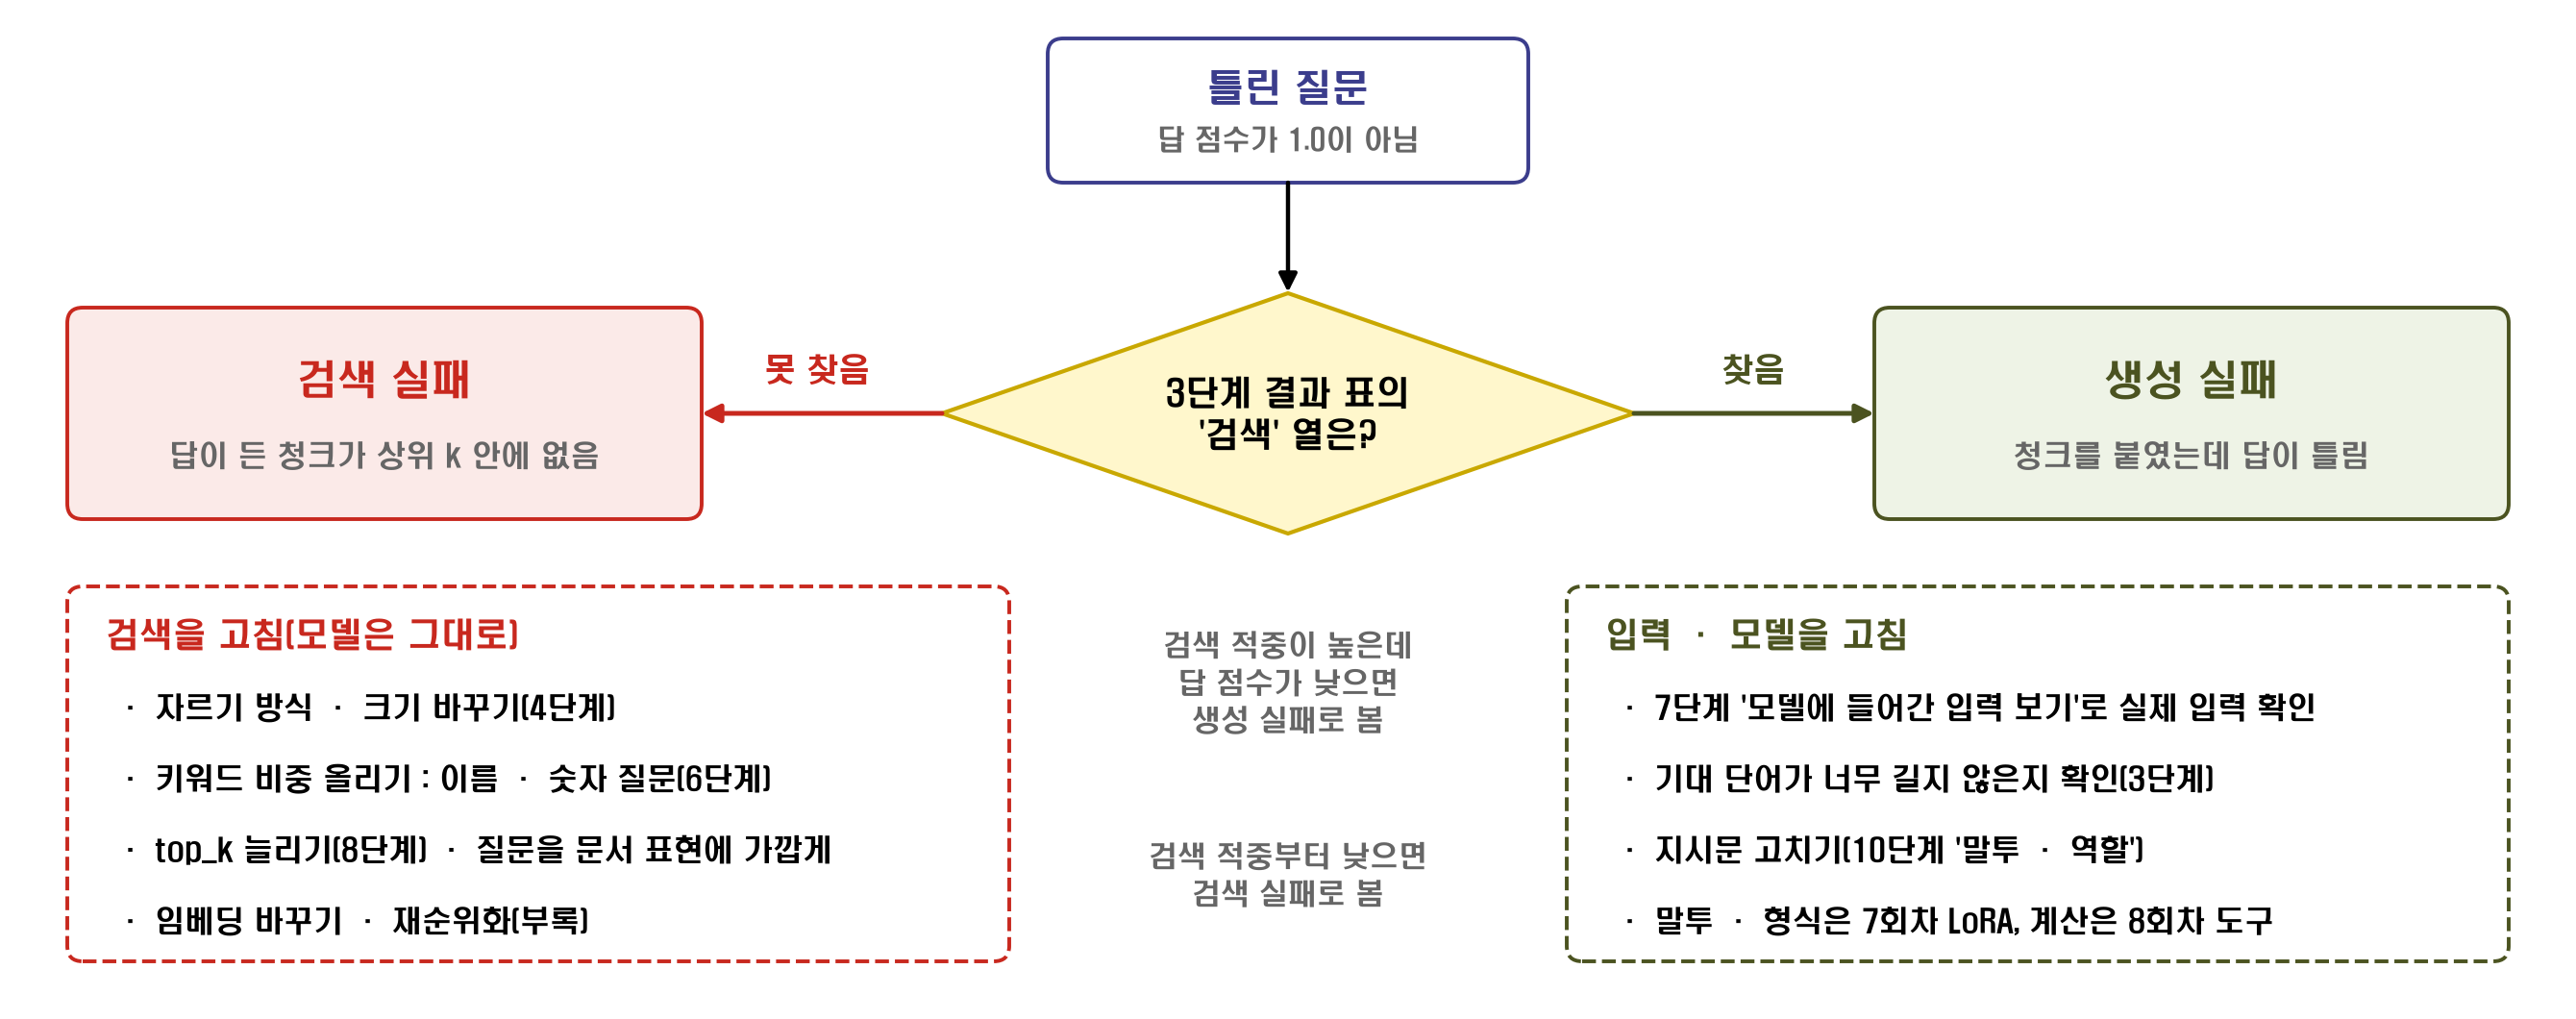 틀린 질문
답 점수가 1.0이 아님
검색 실패
답이 든 청크가 상위 k 안에 없음
못 찾음
3단계 결과 표의
'검색' 열은?
찾음
생성 실패
청크를 붙였는데 답이 틀림
검색을 고침(모델은 그대로)
· 자르기 방식 · 크기 바꾸기(4단계)
· 키워드 비중 올리기 : 이름 · 숫자 질문(6단계)
· top_k 늘리기(8단계) · 질문을 문서 표현에 가깝게
· 임베딩 바꾸기 · 재순위화(부록)
검색 적중이 높은데
답 점수가 낮으면
생성 실패로 봄
검색 적중부터 낮으면
검색 실패로 봄
입력 · 모델을 고침
· 7단계 '모델에 들어간 입력 보기'로 실제 입력 확인
· 기대 단어가 너무 길지 않은지 확인(3단계)
· 지시문 고치기(10단계 '말투 · 역할')
· 말투 · 형식은 7회차 LoRA, 계산은 8회차 도구